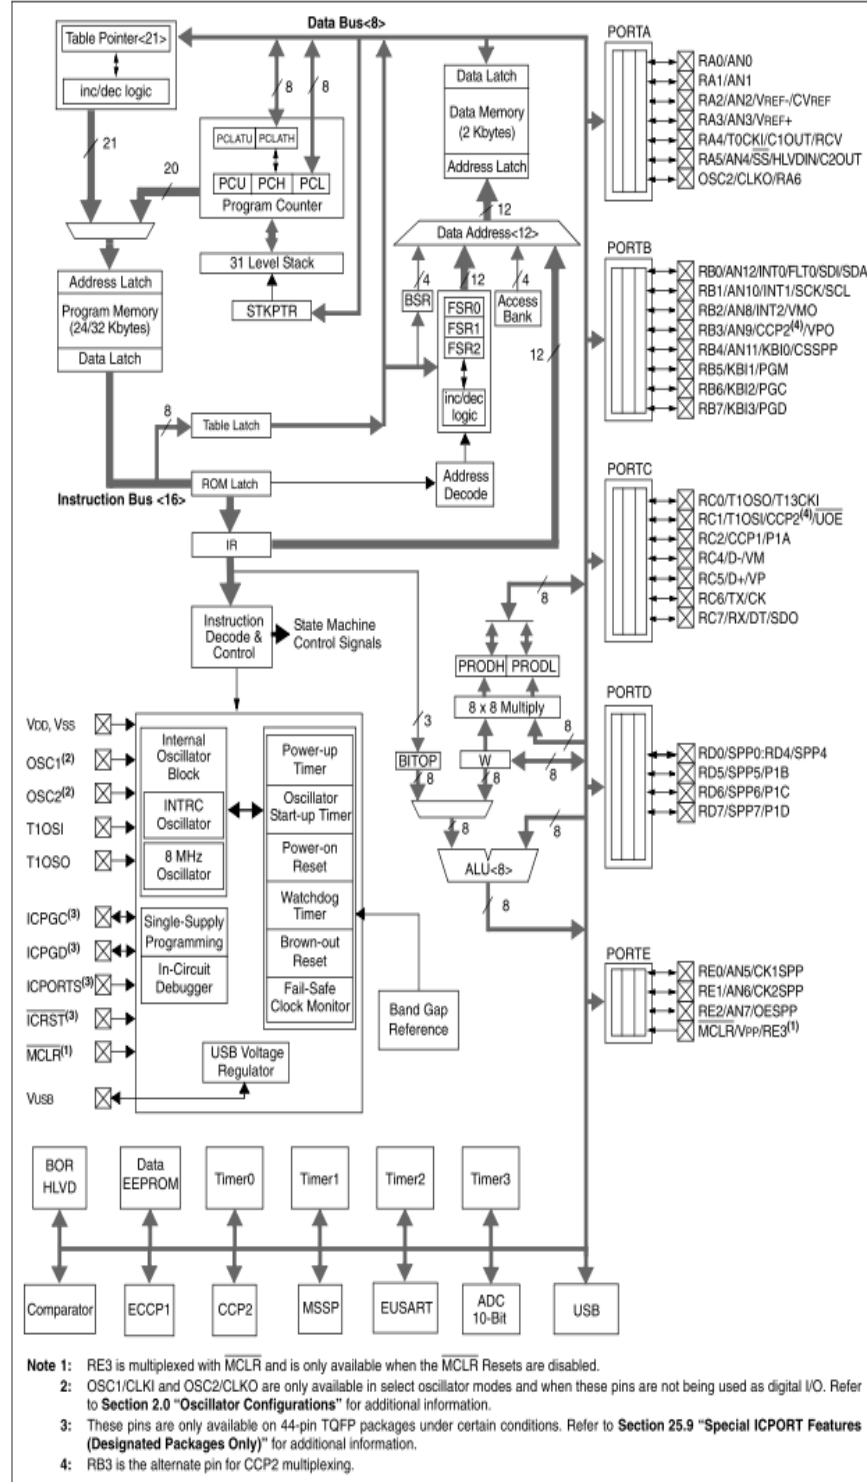 Data Bus<8>
Table Pointer<21>
inc/dec logic
21
20
8
8
PCLATU PCLATH
PCU PCH PCL
Program Counter
31 Level Stack
STKPTR
Address Latch
Program Memory
(24/32 Kbytes)
Data Latch
8
Table Latch
Instruction Bus <16>
ROM Latch
IR
Instruction
Decode &
Control
State Machine
Control Signals
Data Latch
Data Memory
(2 Kbytes)
Address Latch
12
Data Address<12>
4
12
4
BSR
FSR0
FSR1
FSR2
Access
Bank
12
inc/dec
logic
Address
Decode
8
PRODH PRODL
8 x 8 Multiply
3
8
BITOP
W
8
8
8
8
8
ALU<8>
8
PORTA
RA0/AN0
RA1/AN1
RA2/AN2/VREF-/CVREF
RA3/AN3/VREF+
RA4/T0CKI/C1OUT/RCV
RA5/AN4/SS/HLVDIN/C2OUT
OSC2/CLKO/RA6
PORTB
RB0/AN12/INT0/FLT0/SDI/SDA
RB1/AN10/INT1/SCK/SCL
RB2/AN8/INT2/VMO
RB3/AN9/CCP2(4)/VPO
RB4/AN11/KBI0/CSSPP
RB5/KBI1/PGM
RB6/KBI2/PGC
RB7/KBI3/PGD
PORTC
RC0/T1OSO/T13CKI
RC1/T1OSI/CCP2(4)/UOE
RC2/CCP1/P1A
RC4/D-/VM
RC5/D+/VP
RC6/TX/CK
RC7/RX/DT/SDO
PORTD
RD0/SPP0:RD4/SPP4
RD5/SPP5/P1B
RD6/SPP6/P1C
RD7/SPP7/P1D
PORTE
RE0/AN5/CK1SPP
RE1/AN6/CK2SPP
RE2/AN7/OESPP
MCLR/VPP/RE3(1)
VDD, VSS
OSC1(2)
OSC2(2)
T1OSI
T1OSO
ICPGC(3)
ICPGD(3)
ICPORTS(3)
ICRST(3)
MCLR(1)
VUSB
Internal
Oscillator
Block
INTRC
Oscillator
8 MHz
Oscillator
Single-Supply
Programming
In-Circuit
Debugger
Power-up
Timer
Oscillator
Start-up Timer
Power-on
Reset
Watchdog
Timer
Brown-out
Reset
Fail-Safe
Clock Monitor
Band Gap
Reference
USB Voltage
Regulator
BOR
HLVD
Data
EEPROM
Timer0
Timer1
Timer2
Timer3
Comparator
ECCP1
CCP2
MSSP
EUSART
ADC
10-Bit
USB
Note 1: RE3 is multiplexed with MCLR and is only available when the MCLR Resets are disabled.
2: OSC1/CLKI and OSC2/CLKO are only available in select oscillator modes and when these pins are not being used as digital I/O. Refer
to Section 2.0 “Oscillator Configurations” for additional information.
3: These pins are only available on 44-pin TQFP packages under certain conditions. Refer to Section 25.9 “Special ICPORT Features
(Designated Packages Only)” for additional information.
4: RB3 is the alternate pin for CCP2 multiplexing.